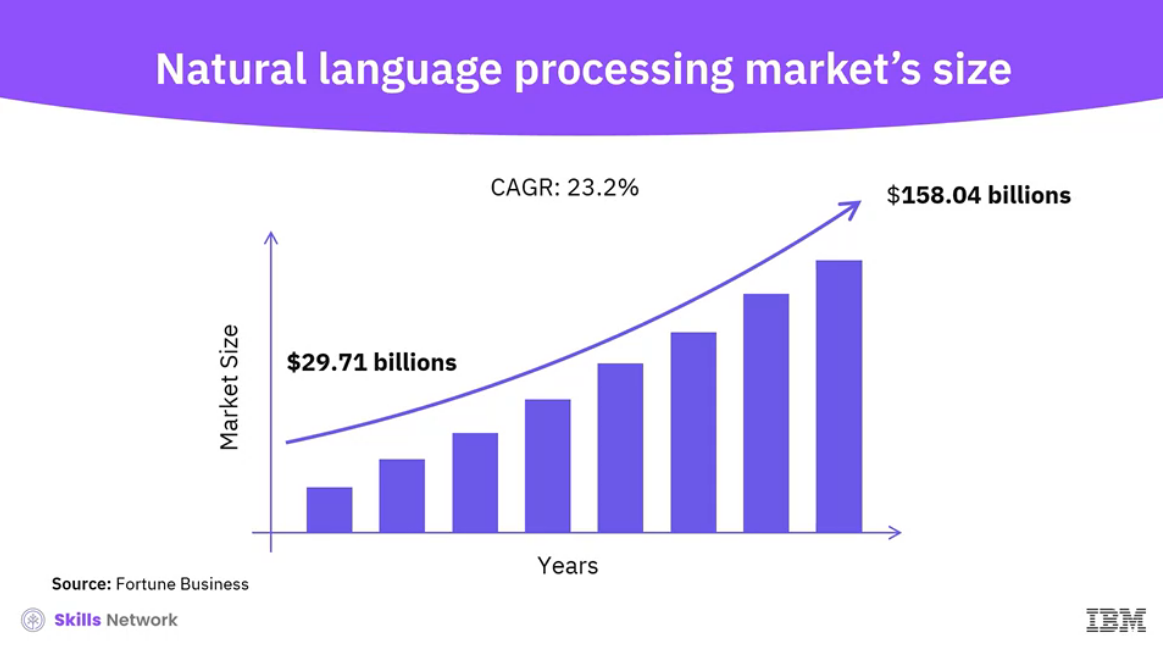 Natural language processing market’s size
CAGR: 23.2%
$158.04 billions
$29.71 billions
Market Size
Years
Source: Fortune Business
Skills Network
IBM